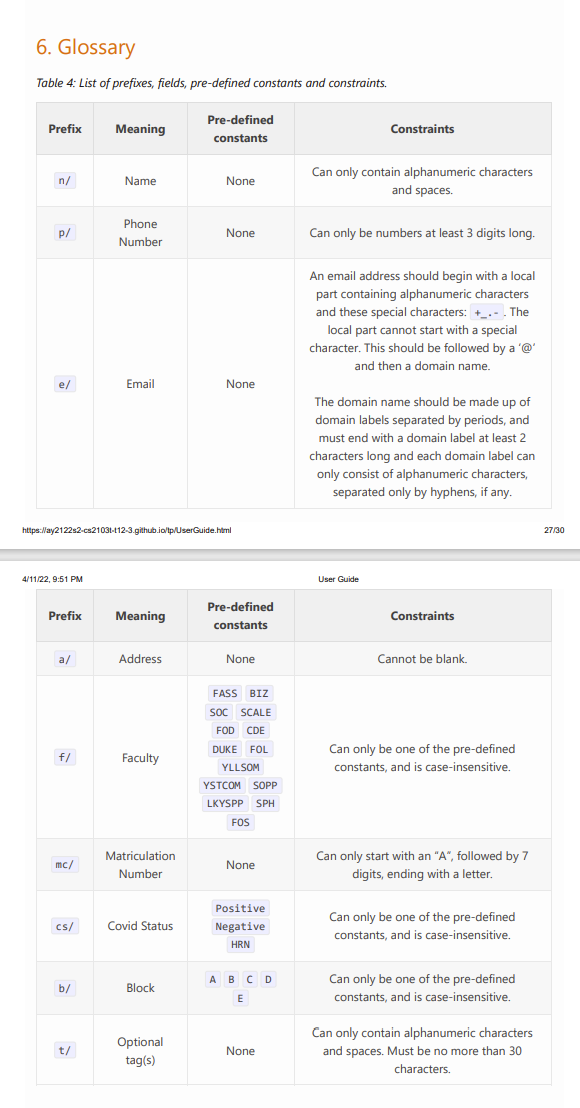 6. Glossary
Table 4: List of prefixes, fields, pre-defined constants and constraints.
Prefix Meaning Pre-defined constants Constraints
n/ Name None Can only contain alphanumeric characters
and spaces.
p/ Phone Number None Can only be numbers at least 3 digits long.
e/ Email None An email address should begin with a local
part containing alphanumeric characters
and these special characters: +_.- . The
local part cannot start with a special
character. This should be followed by a ‘@’
and then a domain name.
The domain name should be made up of
domain labels separated by periods, and
must end with a domain label at least 2
characters long and each domain label can
only consist of alphanumeric characters,
separated only by hyphens, if any.
https://ay2122s2-cs2103t-t12-3.github.io/tp/UserGuide.html 27/30
4/11/22, 9:51 PM User Guide
Prefix Meaning Pre-defined constants Constraints
a/ Address None Cannot be blank.
f/ Faculty
FASS BIZ
SOC SCALE
FOD CDE
DUKE FOL
YLLSOM
YSTCOM SOPP
LKYSPP SPH
FOS
Can only be one of the pre-defined
constants, and is case-insensitive.
mc/ Matriculation Number None Can only start with an “A”, followed by 7
digits, ending with a letter.
cs/ Covid Status
Positive
Negative
HRN
Can only be one of the pre-defined
constants, and is case-insensitive.
b/ Block
A B C D
E
Can only be one of the pre-defined
constants, and is case-insensitive.
t/ Optional tag(s) None Can only contain alphanumeric characters
and spaces. Must be no more than 30
characters.